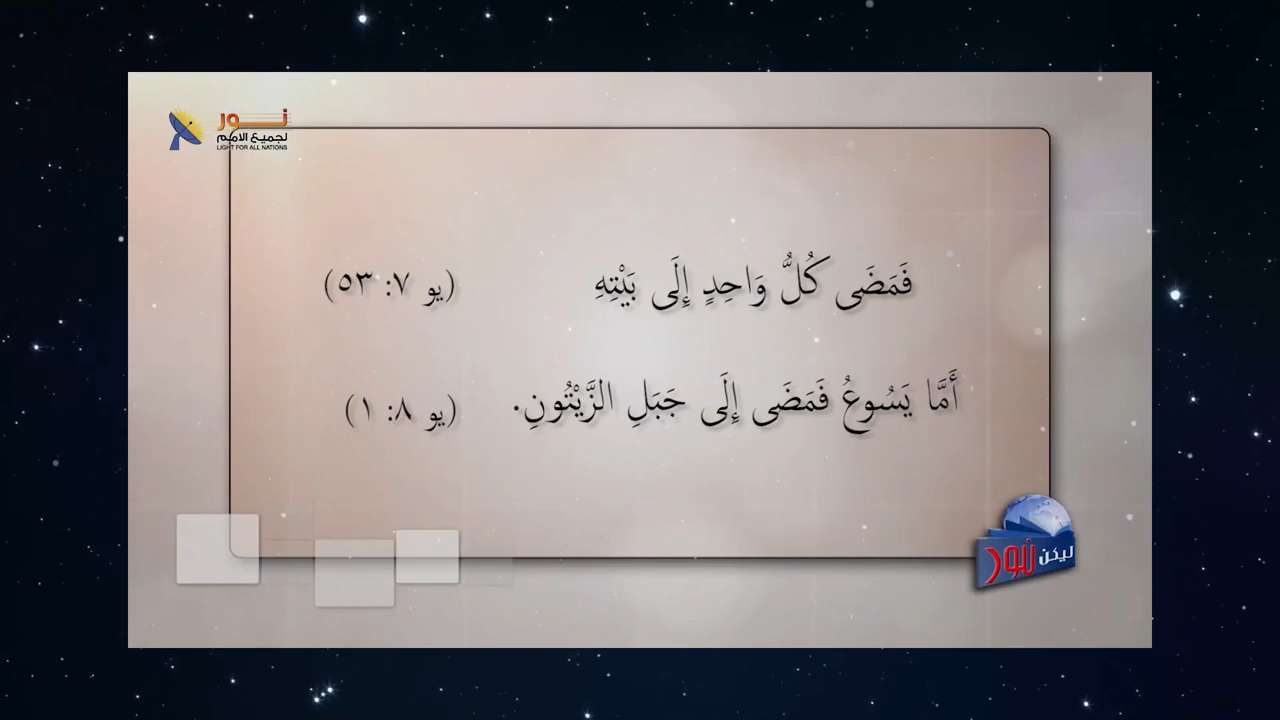 نور
لجميع الامم
LIGHT FOR ALL NATIONS
فَمَضَى كُلُّ وَاحِدٍ إِلَى بَيْتِهِ (يو ٧: ٥٣)
أَمَّا يَسُوعُ فَمَضَى إِلَى جَبَلِ الزَّيْتُونِ. (يو ٨: ١)
ليكن نور